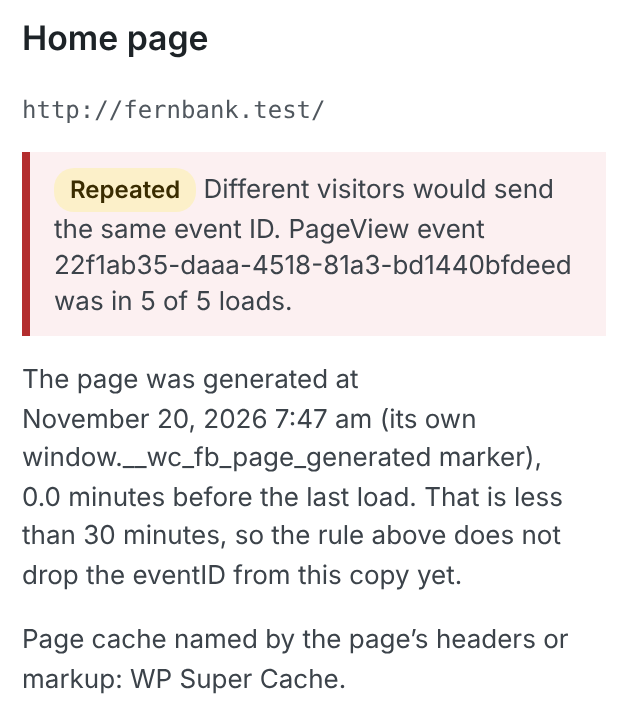 Home page
http://fernbank.test/
Repeated Different visitors would send
the same event ID. PageView event
22f1ab35-daaa-4518-81a3-bd1440bfdeed
was in 5 of 5 loads.
The page was generated at
November 20, 2026 7:47 am (its own
window.__wc_fb_page_generated marker),
0.0 minutes before the last load. That is less
than 30 minutes, so the rule above does not
drop the eventID from this copy yet.
Page cache named by the page’s headers or
markup: WP Super Cache.